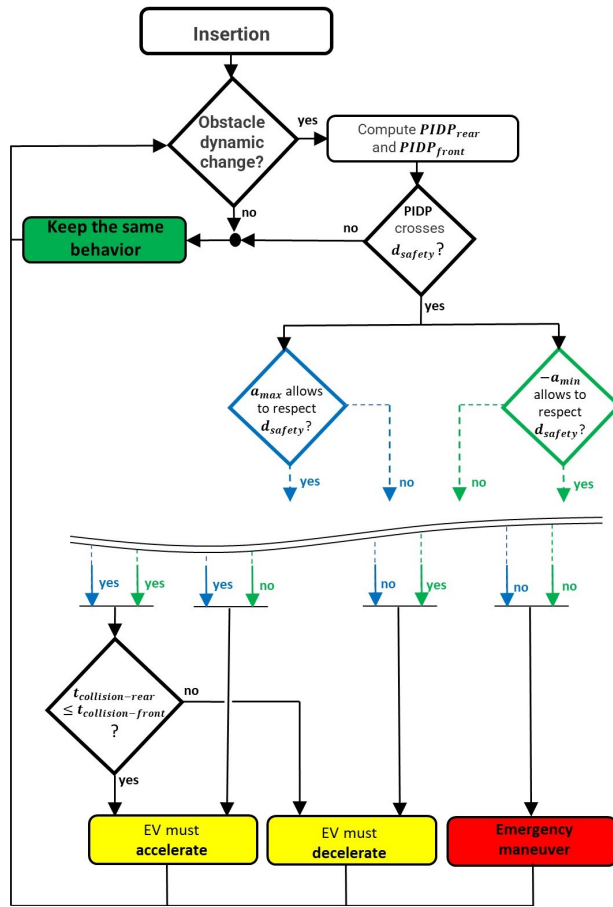 Insertion
Obstacle
dynamic
change?
yes
Compute PIDP_rear
and PIDP_front
no
PIDP
crosses
d_safety?
no
Keep the same
behavior
yes
a_max allows
to respect
d_safety?
−a_min
allows to
respect
d_safety?
yes
no
no
yes
yes
yes
yes
no
no
yes
no
no
t_collision−rear
≤ t_collision−front
?
no
yes
EV must
accelerate
EV must
decelerate
Emergency
maneuver